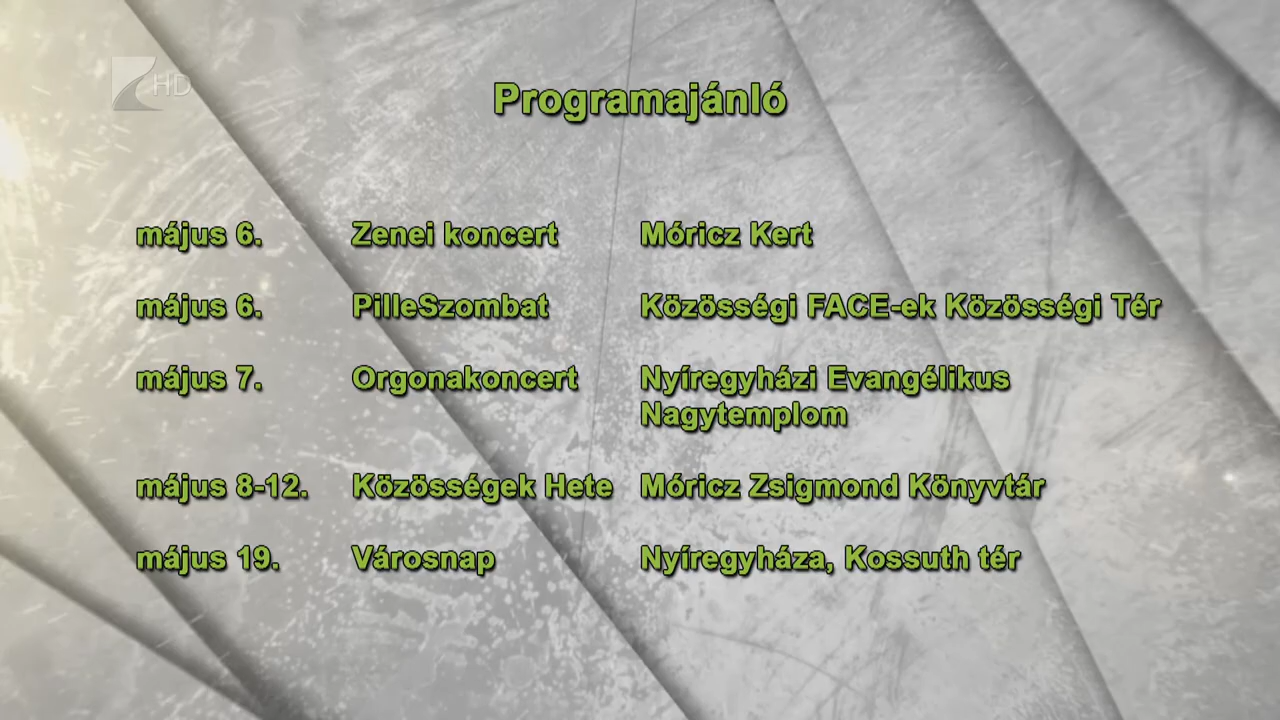 HD
Programajánló
május 6. Zenei koncert Móricz Kert
május 6. PilleSzombat Közösségi FACE-ek Közösségi Tér
május 7. Orgonakoncert Nyíregyházi Evangélikus
Nagytemplom
május 8-12. Közösségek Hete Móricz Zsigmond Könyvtár
május 19. Városnap Nyíregyháza, Kossuth tér